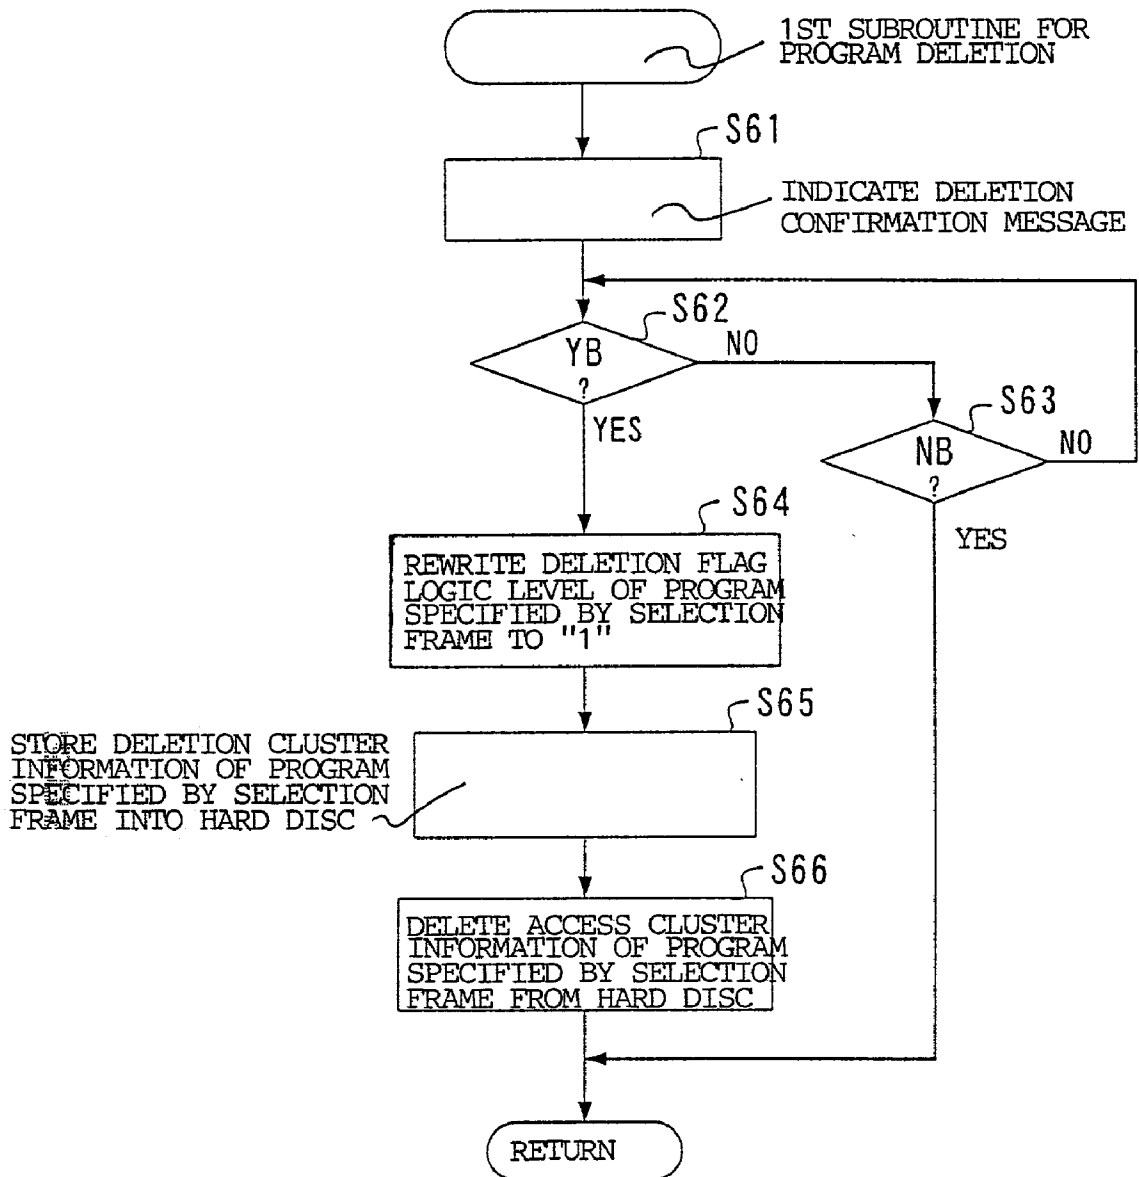 1ST SUBROUTINE FOR
PROGRAM DELETION
S61
INDICATE DELETION
CONFIRMATION MESSAGE
S62
YB
?
NO
YES
S63
NB
?
NO
YES
S64
REWRITE DELETION FLAG
LOGIC LEVEL OF PROGRAM
SPECIFIED BY SELECTION
FRAME TO "1"
S65
STORE DELETION CLUSTER
INFORMATION OF PROGRAM
SPECIFIED BY SELECTION
FRAME INTO HARD DISC
S66
DELETE ACCESS CLUSTER
INFORMATION OF PROGRAM
SPECIFIED BY SELECTION
FRAME FROM HARD DISC
RETURN